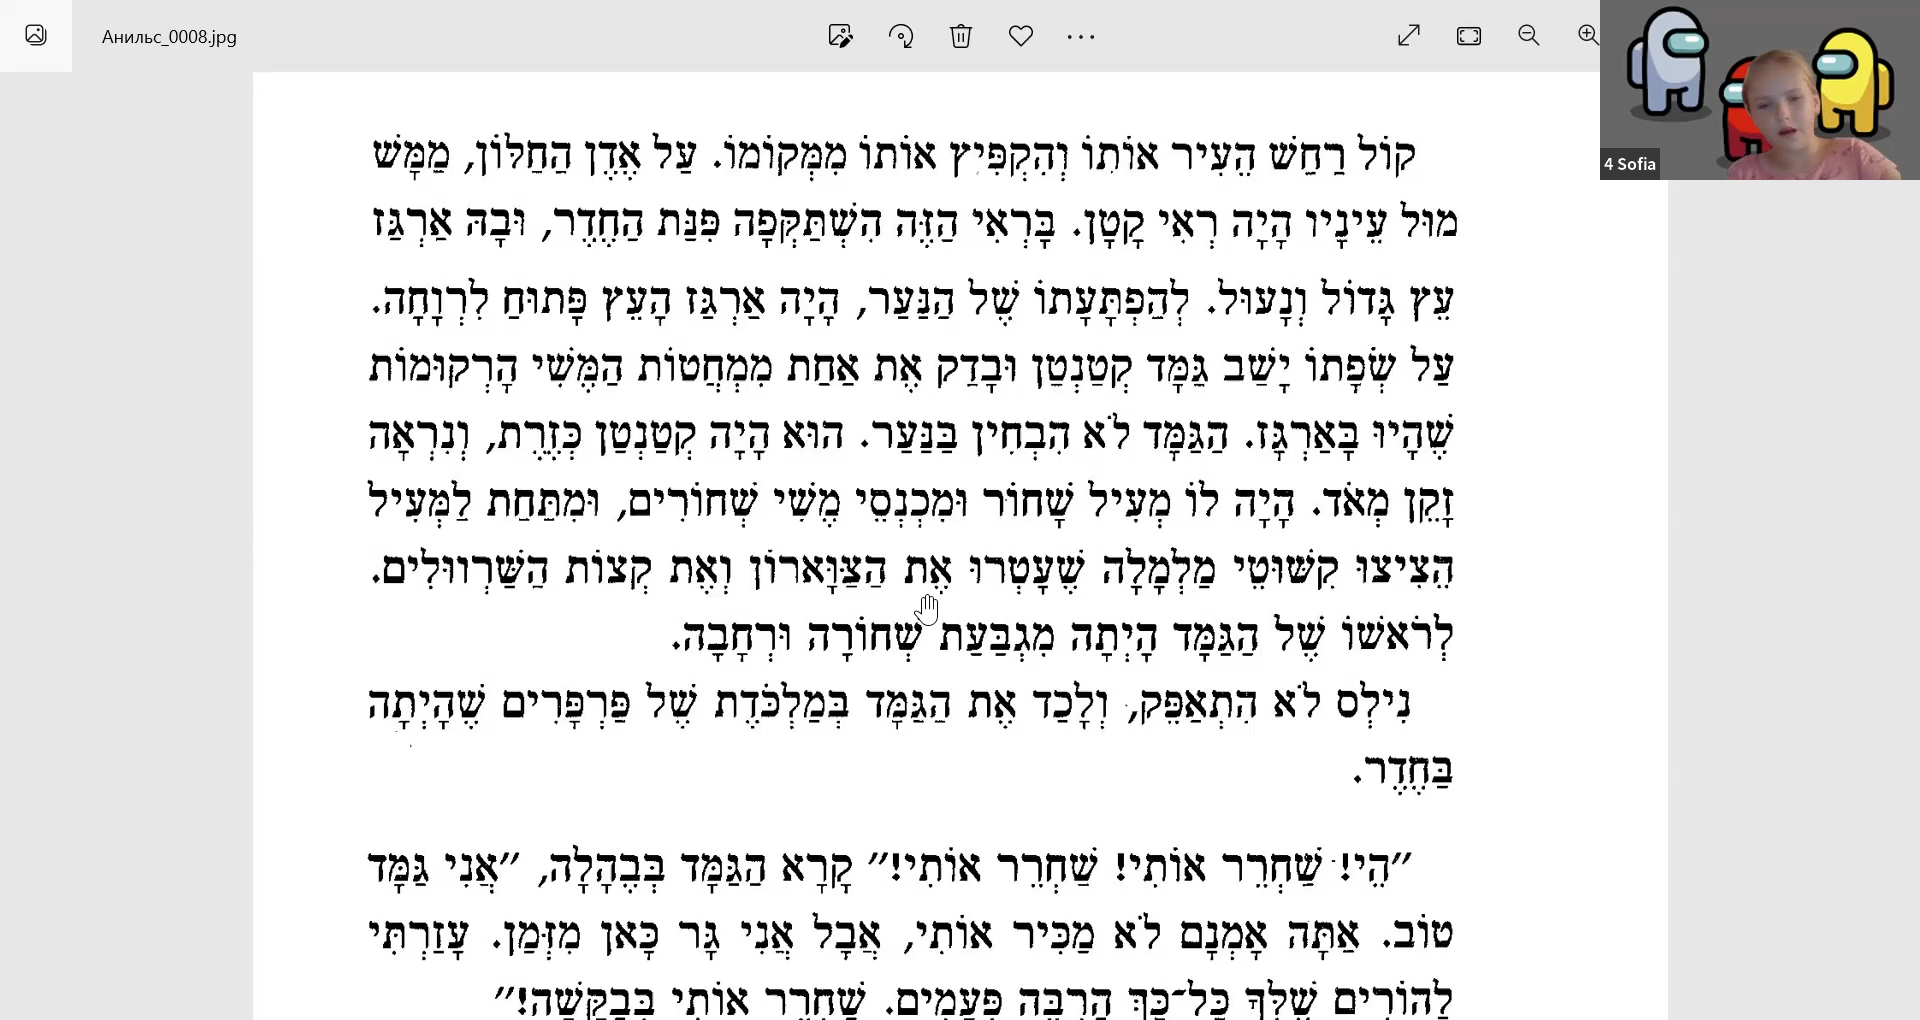 Анильс_0008.jpg
4 Sofia
קוֹל רַחַשׁ הֵעִיר אוֹתוֹ וְהִקְפִּיץ אוֹתוֹ מִמְּקוֹמוֹ. עַל אֶדֶן הַחַלּוֹן, מַמָּשׁ
מוּל עֵינָיו הָיָה רְאִי קָטָן. בָּרְאִי הַזֶּה הִשְׁתַּקְּפָה פִּנַּת הַחֶדֶר, וּבָהּ אַרְגַּז
עֵץ גָּדוֹל וְנָעוּל. לְהַפְתָּעָתוֹ שֶׁל הַנַּעַר, הָיָה אַרְגַּז הָעֵץ פָּתוּחַ לִרְוָחָה.
עַל שְׂפָתוֹ יָשַׁב גַּמָּד קְטַנְטַן וּבָדַק אֶת אַחַת מִמְחֲטוֹת הַמֶּשִׁי הָרְקוּמוֹת
שֶׁהָיוּ בָּאַרְגָּז. הַגַּמָּד לֹא הִבְחִין בַּנַּעַר. הוּא הָיָה קְטַנְטַן כְּזֶרֶת, וְנִרְאָה
זָקֵן מְאֹד. הָיָה לוֹ מְעִיל שָׁחוֹר וּמִכְנְסֵי מֶשִׁי שְׁחוֹרִים, וּמִתַּחַת לַמְּעִיל
הֵצִיצוּ קִשּׁוּטֵי מַלְמָלָה שֶׁעָטְרוּ אֶת הַצַּוָּארוֹן וְאֶת קְצוֹת הַשַּׁרְווּלִים.
לְרֹאשׁוֹ שֶׁל הַגַּמָּד הָיְתָה מִגְבַּעַת שְׁחוֹרָה וּרְחָבָה.
נִילְס לֹא הִתְאַפֵּק, וְלָכַד אֶת הַגַּמָּד בְּמַלְכֹּדֶת שֶׁל פַּרְפָּרִים שֶׁהָיְתָה
בַּחֶדֶר.
״הֵי! שַׁחְרֵר אוֹתִי! שַׁחְרֵר אוֹתִי!״ קָרָא הַגַּמָּד בְּבֶהָלָה, ״אֲנִי גַּמָּד
טוֹב. אַתָּה אָמְנָם לֹא מַכִּיר אוֹתִי, אֲבָל אֲנִי גָּר כָּאן מִזְּמַן. עָזַרְתִּי
לַהוֹרִים שֶׁלְּךָ כָּל־כָּךְ הַרְבֵּה פְּעָמִים. שַׁחְרֵר אוֹתִי בְּבַקָּשָׁה!״